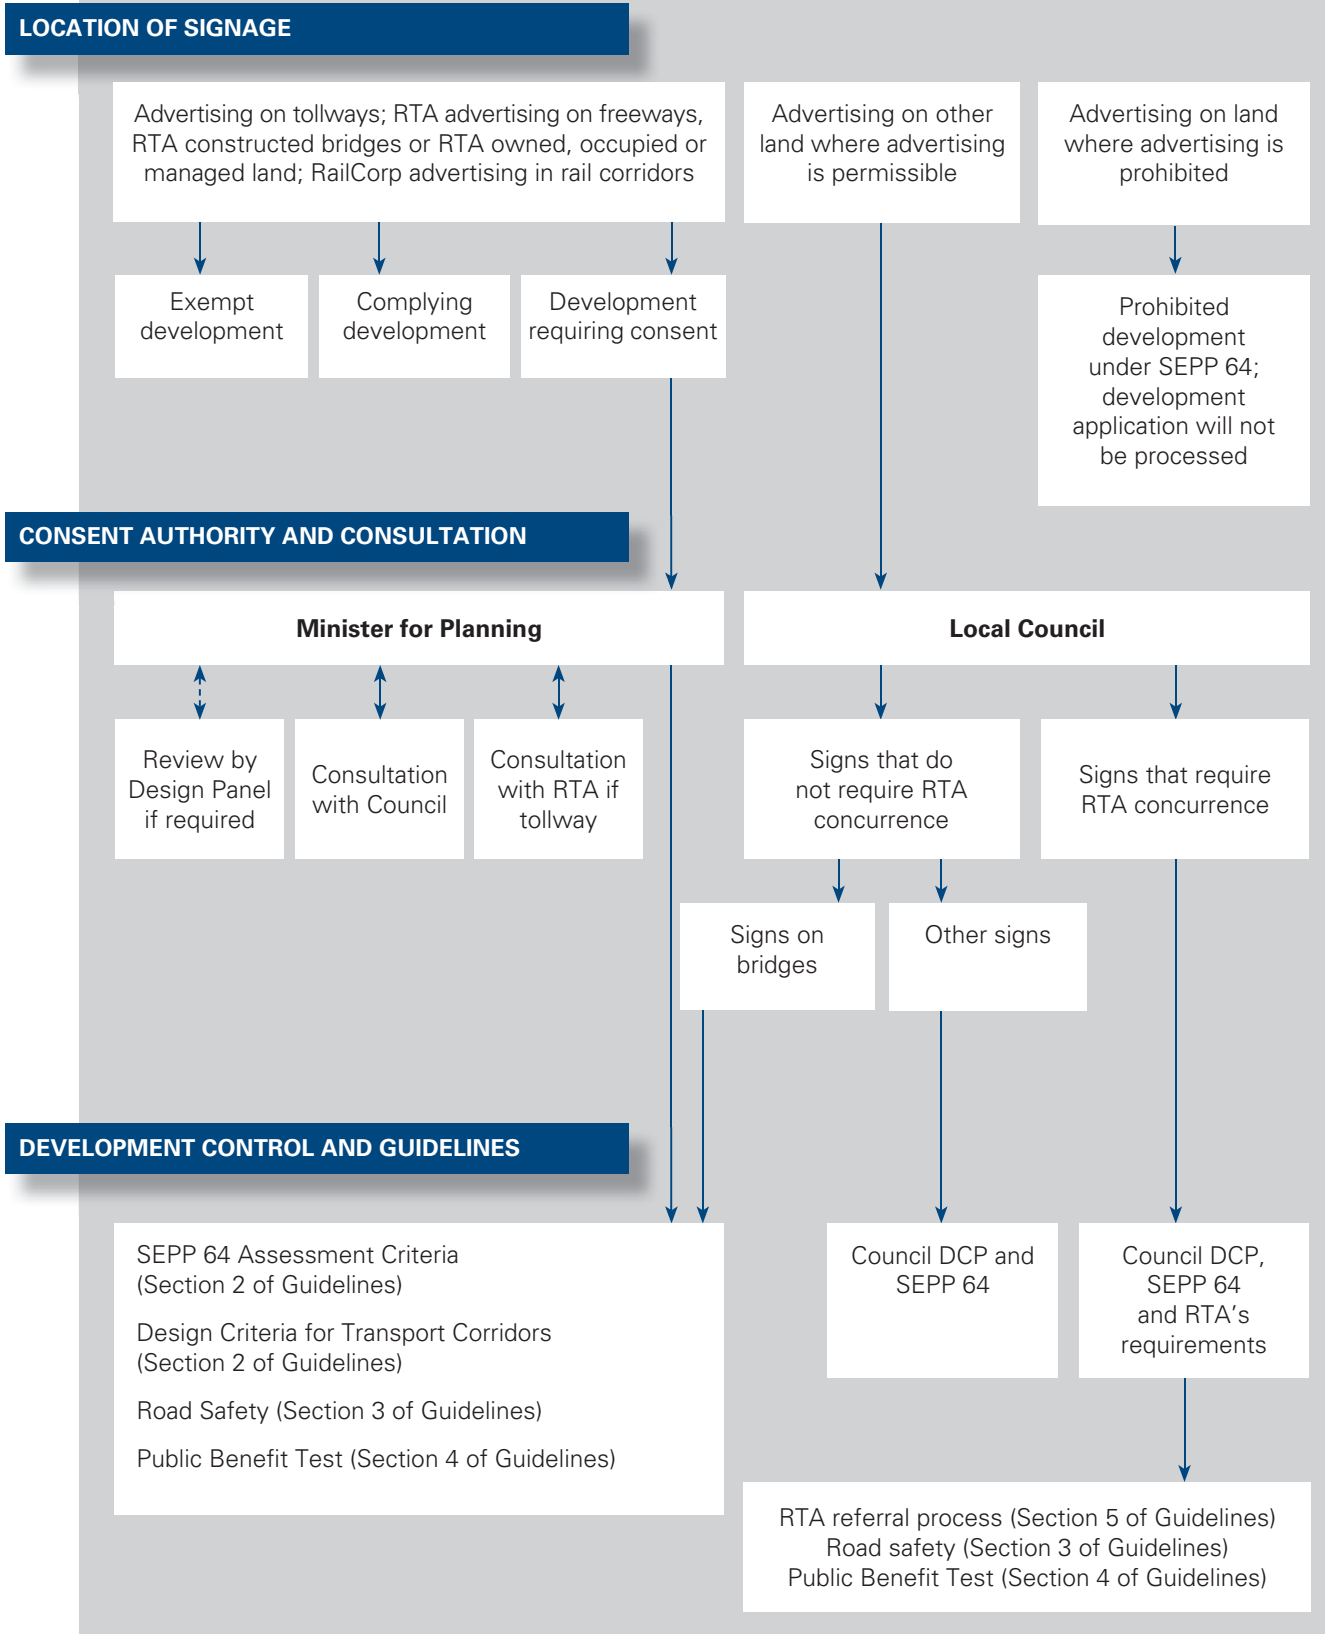 LOCATION OF SIGNAGE
Advertising on tollways; RTA advertising on freeways,
RTA constructed bridges or RTA owned, occupied or
managed land; RailCorp advertising in rail corridors
Advertising on other
land where advertising
is permissible
Advertising on land
where advertising is
prohibited
Exempt
development
Complying
development
Development
requiring consent
Prohibited
development
under SEPP 64;
development
application will not
be processed
CONSENT AUTHORITY AND CONSULTATION
Minister for Planning
Local Council
Review by
Design Panel
if required
Consultation
with Council
Consultation
with RTA if
tollway
Signs that do
not require RTA
concurrence
Signs that require
RTA concurrence
Signs on
bridges
Other signs
DEVELOPMENT CONTROL AND GUIDELINES
SEPP 64 Assessment Criteria
(Section 2 of Guidelines)
Design Criteria for Transport Corridors
(Section 2 of Guidelines)
Road Safety (Section 3 of Guidelines)
Public Benefit Test (Section 4 of Guidelines)
Council DCP and
SEPP 64
Council DCP,
SEPP 64
and RTA's
requirements
RTA referral process (Section 5 of Guidelines)
Road safety (Section 3 of Guidelines)
Public Benefit Test (Section 4 of Guidelines)